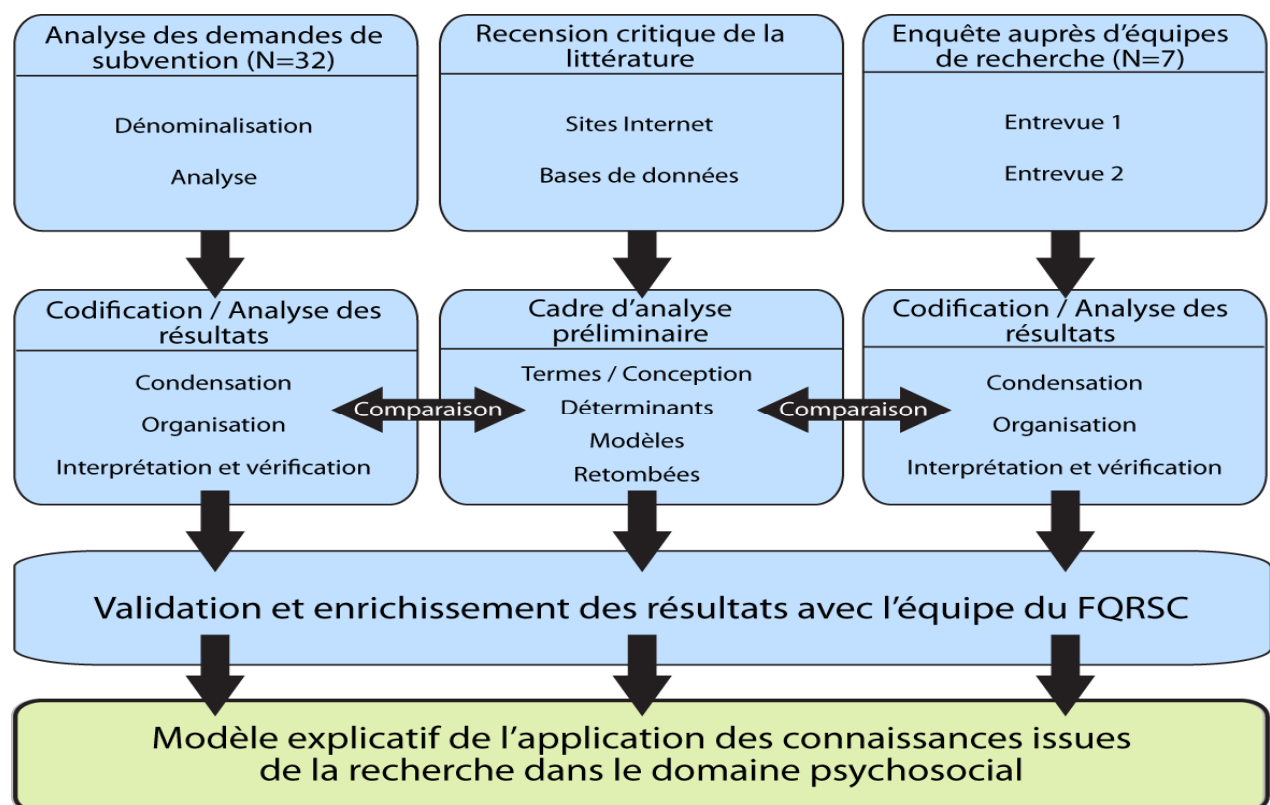 Analyse des demandes de
subvention (N=32)
Dénominalisation
Analyse
Recension critique de la
littérature
Sites Internet
Bases de données
Enquête auprès d’équipes
de recherche (N=7)
Entrevue 1
Entrevue 2
Codification / Analyse des
résultats
Condensation
Organisation
Interprétation et vérification
Comparaison
Cadre d’analyse
préliminaire
Termes / Conception
Déterminants
Modèles
Retombées
Comparaison
Codification / Analyse des
résultats
Condensation
Organisation
Interprétation et vérification
Validation et enrichissement des résultats avec l’équipe du FQRSC
Modèle explicatif de l’application des connaissances issues
de la recherche dans le domaine psychosocial